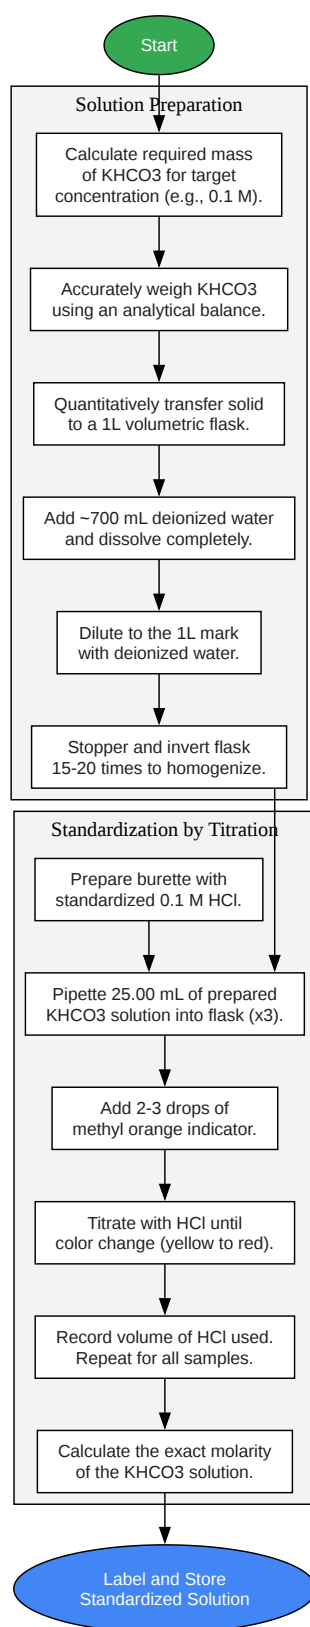 Start
Solution Preparation
Calculate required mass
of KHCO3 for target
concentration (e.g., 0.1 M).
Accurately weigh KHCO3
using an analytical balance.
Quantitatively transfer solid
to a 1L volumetric flask.
Add ~700 mL deionized water
and dissolve completely.
Dilute to the 1L mark
with deionized water.
Stopper and invert flask
15-20 times to homogenize.
Standardization by Titration
Prepare burette with
standardized 0.1 M HCl.
Pipette 25.00 mL of prepared
KHCO3 solution into flask (x3).
Add 2-3 drops of
methyl orange indicator.
Titrate with HCl until
color change (yellow to red).
Record volume of HCl used.
Repeat for all samples.
Calculate the exact molarity
of the KHCO3 solution.
Label and Store
Standardized Solution